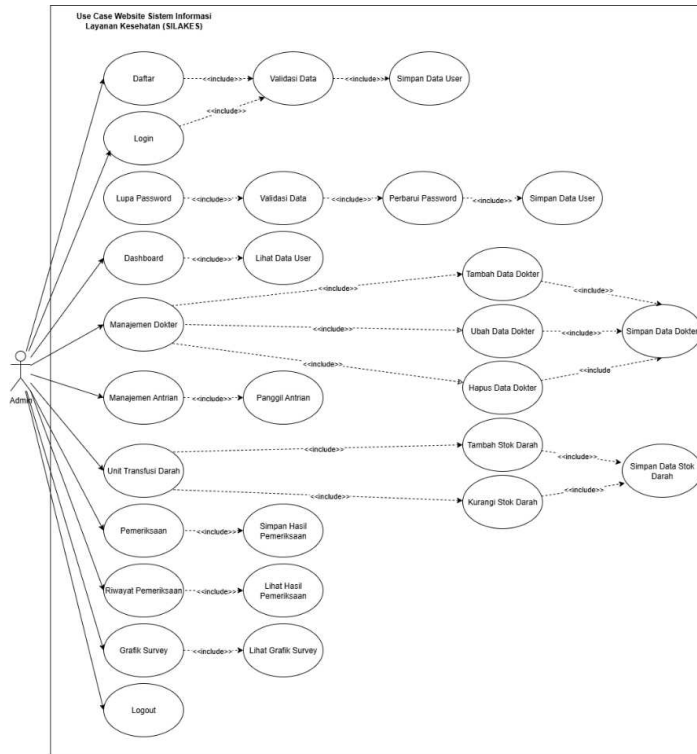 Use Case Website Sistem Informasi
Layanan Kesehatan (SILAKES)
Daftar
<<include>>
Validasi Data
<<include>>
Simpan Data User
<<include>>
Login
Lupa Password
<<include>>
Validasi Data
<<include>>
Perbarui Password
<<include>>
Simpan Data User
Dashboard
<<include>>
Lihat Data User
Tambah Data Dokter
<<include>>
<<include>>
Manajemen Dokter
<<include>>
Ubah Data Dokter
<<include>>
Simpan Data Dokter
<<include>>
Hapus Data Dokter
<<include
Admin
Manajemen Antrian
<<include>>
Panggil Antrian
<<include>>
Tambah Stok Darah
<<include>>
Unit Transfusi Darah
Simpan Data Stok
Darah
<<include>>
Kurangi Stok Darah
<<include>>
Pemeriksaan
<<include>>
Simpan Hasil
Pemeriksaan
Riwayat Pemeriksaan
<<include>>
Lihat Hasil
Pemeriksaan
Grafik Survey
<<include>>
Lihat Grafik Survey
Logout